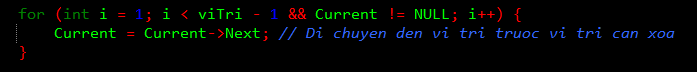 for (int i = 1; i < viTri - 1 && Current != NULL; i++) {
    Current = Current->Next; // Di chuyen den vi tri truoc vi tri can xoa
}